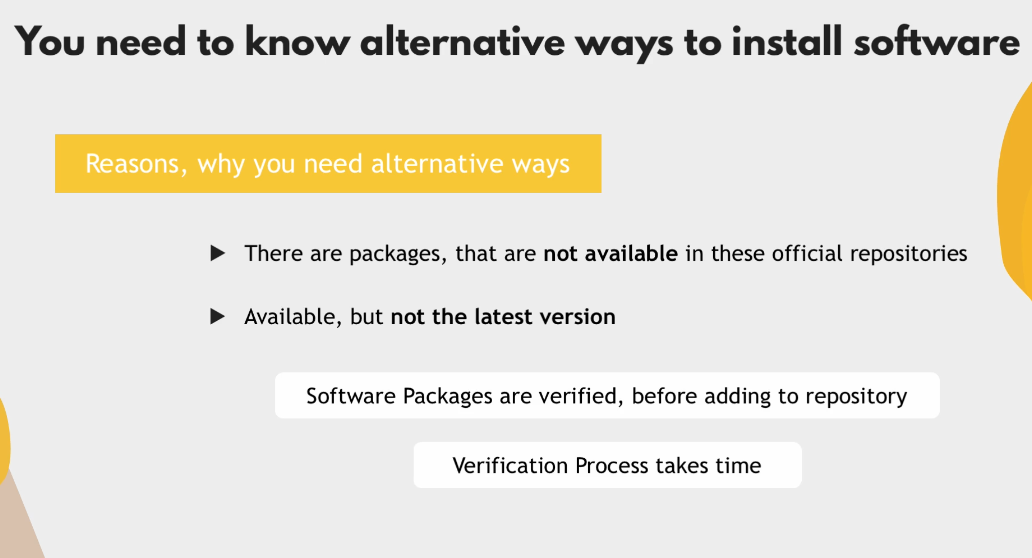 You need to know alternative ways to install software
Reasons, why you need alternative ways
▶ There are packages, that are not available in these official repositories
▶ Available, but not the latest version
Software Packages are verified, before adding to repository
Verification Process takes time